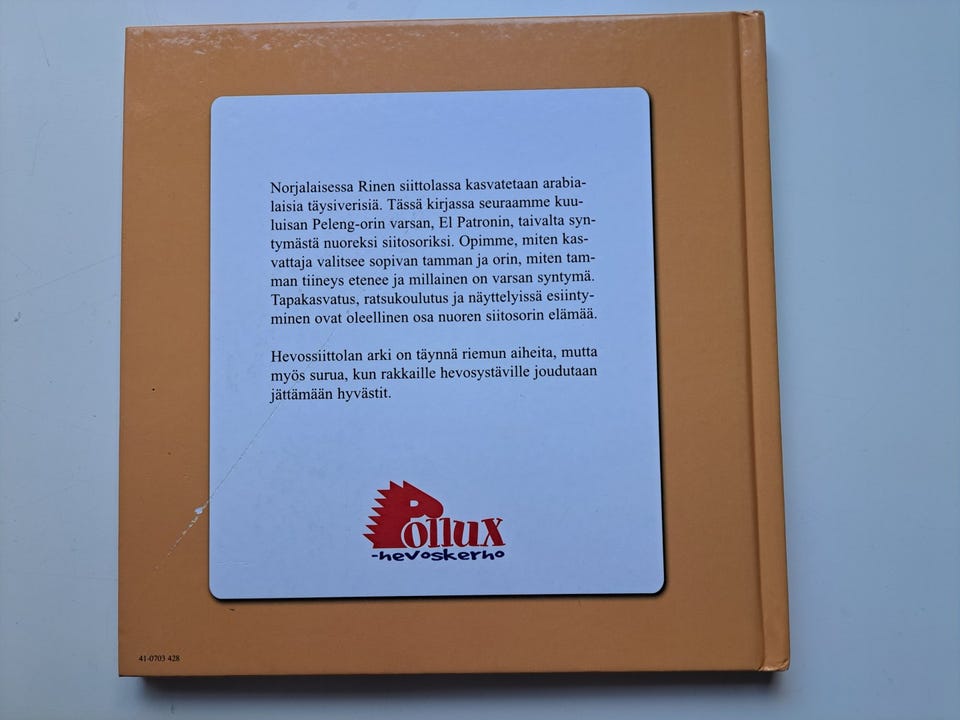 Norjalaisessa Rinen siittolassa kasvatetaan arabia-
laisia täysiverisiä. Tässä kirjassa seuraamme kuu-
luisan Peleng-orin varsan, El Patronin, taivalta syn-
tymästä nuoreksi siitosoriksi. Opimme, miten kas-
vattaja valitsee sopivan tamman ja orin, miten tam-
man tiineys etenee ja millainen on varsan syntymä.
Tapakasvatus, ratsukoulutus ja näyttelyissä esiinty-
minen ovat oleellinen osa nuoren siitosorin elämää.
Hevossiittolan arki on täynnä riemun aiheita, mutta
myös surua, kun rakkaille hevosystäville joudutaan
jättämään hyvästit.
Pollux
-hevoskerho
41-0703 428